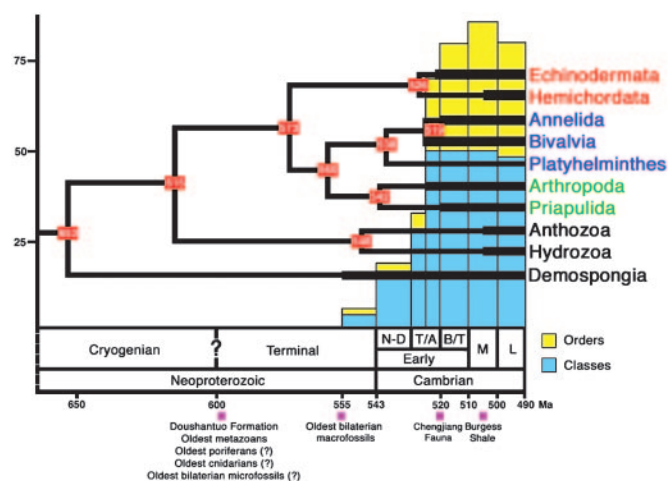 75
50
25
Echinodermata
Hemichordata
Annelida
Bivalvia
Platyhelminthes
Arthropoda
Priapulida
Anthozoa
Hydrozoa
Demospongia
Cryogenian
?
Terminal
N-D
T/A
B/T
Early
M
L
Neoproterozoic
Cambrian
Orders
Classes
650 600 555 543 520 510 500 490 Ma
Doushantuo Formation
Oldest metazoans
Oldest poriferans (?)
Oldest cnidarians (?)
Oldest bilaterian microfossils (?)
Oldest bilaterian
macrofossils
Chengjiang
Fauna
Burgess
Shale